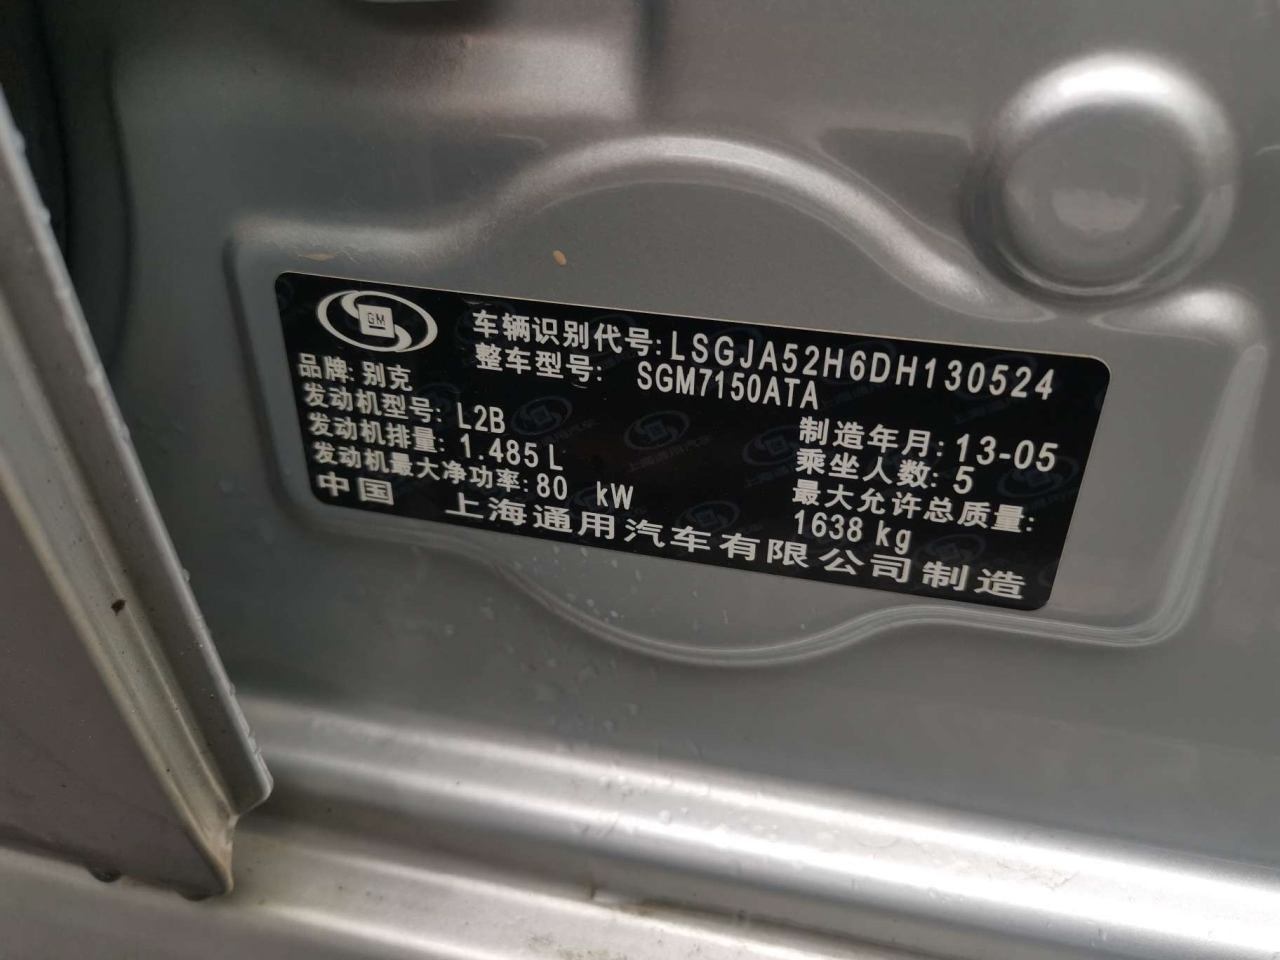 GM
车辆识别代号:LSGJA52H6DH130524
整车型号: SGM7150ATA
品牌: 别克
发动机型号: L2B
发动机排量: 1.485L
发动机最大净功率:80 kW
制造年月:13-05
乘坐人数: 5
最大允许总质量:
1638 kg
中国 上海通用汽车有限公司制造